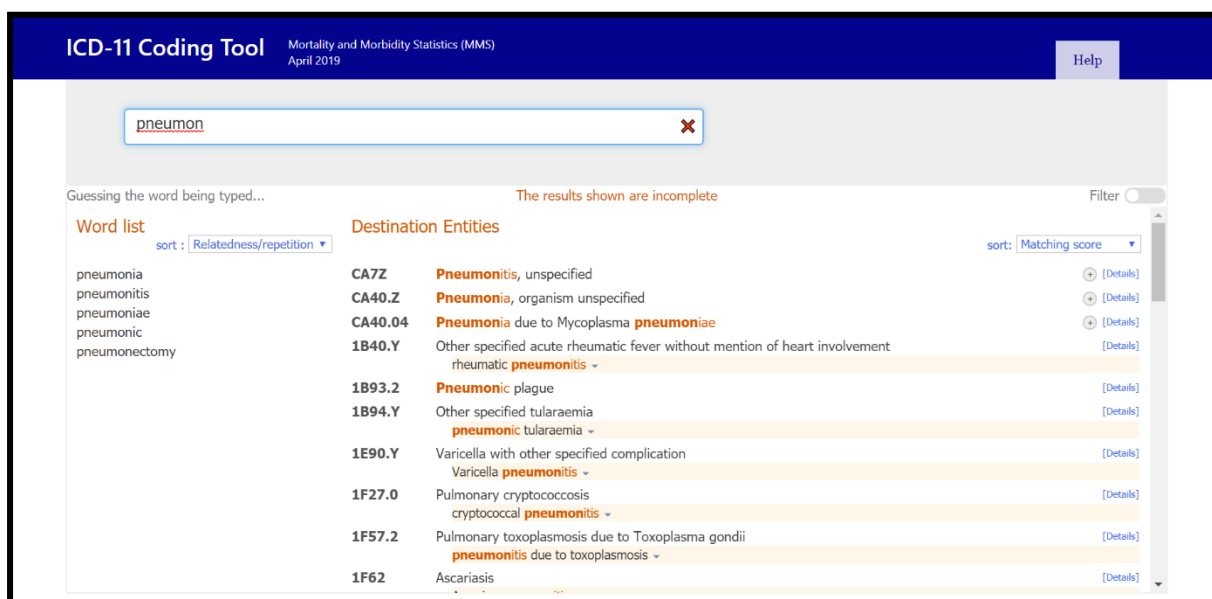 ICD-11 Coding Tool
Mortality and Morbidity Statistics (MMS)
April 2019
Help
pneumon
Guessing the word being typed...
The results shown are incomplete
Filter
Word list
sort : Relatedness/repetition
pneumonia
pneumonitis
pneumoniae
pneumonic
pneumonectomy
Destination Entities
sort: Matching score
CA7Z Pneumonitis, unspecified [Details]
CA40.Z Pneumonia, organism unspecified [Details]
CA40.04 Pneumonia due to Mycoplasma pneumoniae [Details]
1B40.Y Other specified acute rheumatic fever without mention of heart involvement [Details]
rheumatic pneumonitis
1B93.2 Pneumonic plague [Details]
1B94.Y Other specified tularaemia [Details]
pneumonic tularaemia
1E90.Y Varicella with other specified complication [Details]
Varicella pneumonitis
1F27.0 Pulmonary cryptococcosis [Details]
cryptococcal pneumonitis
1F57.2 Pulmonary toxoplasmosis due to Toxoplasma gondii [Details]
pneumonitis due to toxoplasmosis
1F62 Ascariasis [Details]